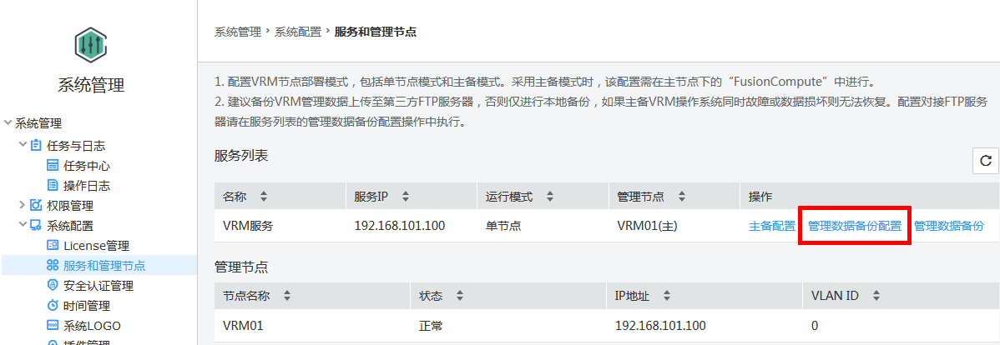 系统管理
系统管理
任务与日志
任务中心
操作日志
权限管理
系统配置
License管理
服务和管理节点
安全认证管理
时间管理
系统LOGO
插件管理
系统管理 › 系统配置 › 服务和管理节点
1. 配置VRM节点部署模式，包括单节点模式和主备模式。采用主备模式时，该配置需在主节点下的“FusionCompute”中进行。
2. 建议备份VRM管理数据上传至第三方FTP服务器，否则仅进行本地备份，如果主备VRM操作系统同时故障或数据损坏则无法恢复。配置对接FTP服务
器请在服务列表的管理数据备份配置操作中执行。
服务列表
名称 服务IP 运行模式 管理节点 操作
VRM服务 192.168.101.100 单节点 VRM01(主) 主备配置 管理数据备份配置 管理数据备份
管理节点
节点名称 状态 IP地址 VLAN ID
VRM01 正常 192.168.101.100 0